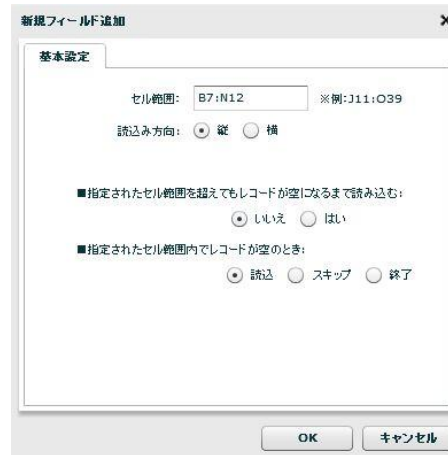 新規フィールド追加
基本設定
セル範囲: B7:N12 ※例:J11:O39
読込み方向: 縦 横
■指定されたセル範囲を超えてもレコードが空になるまで読み込む:
いいえ はい
■指定されたセル範囲内でレコードが空のとき:
読込 スキップ 終了
OK キャンセル